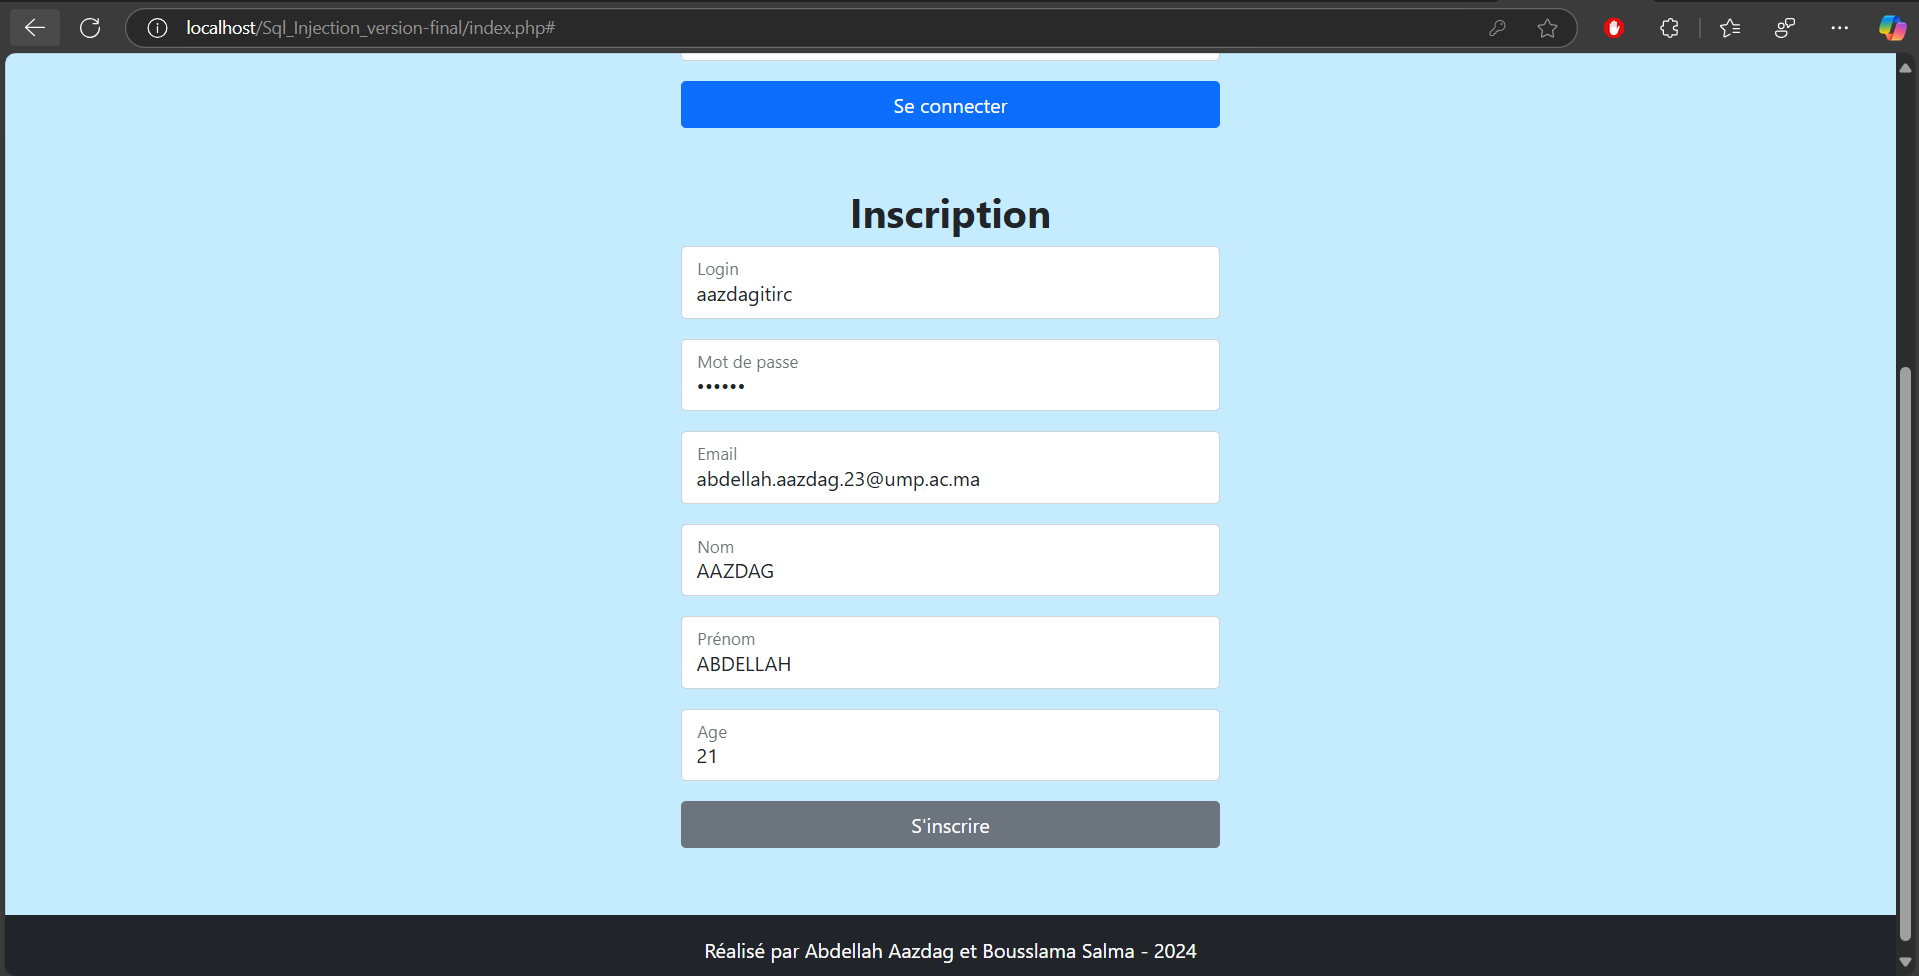 localhost/Sql_Injection_version-final/index.php#
Se connecter
Inscription
Login
aazdagitirc
Mot de passe
••••••
Email
abdellah.aazdag.23@ump.ac.ma
Nom
AAZDAG
Prénom
ABDELLAH
Age
21
S'inscrire
Réalisé par Abdellah Aazdag et Bousslama Salma - 2024